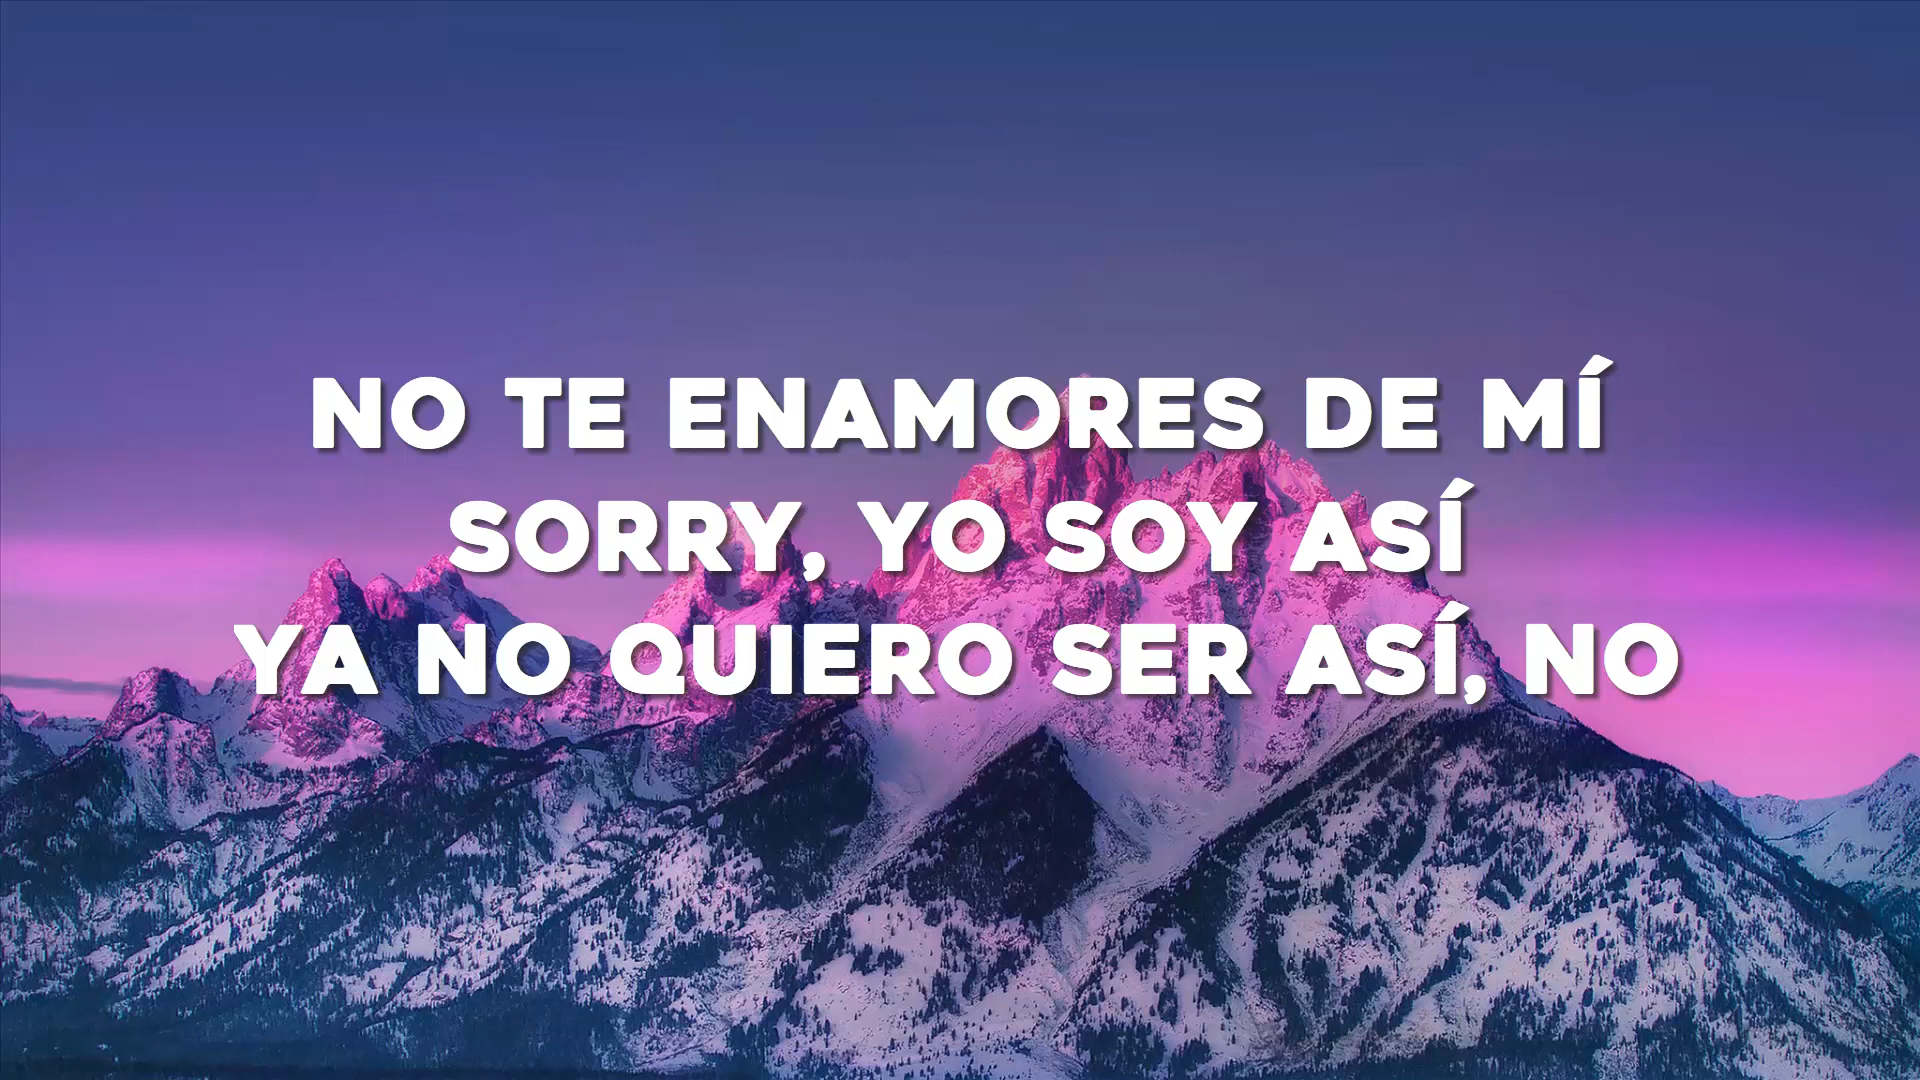 NO TE ENAMORES DE MÍ
SORRY, YO SOY ASÍ
YA NO QUIERO SER ASÍ, NO